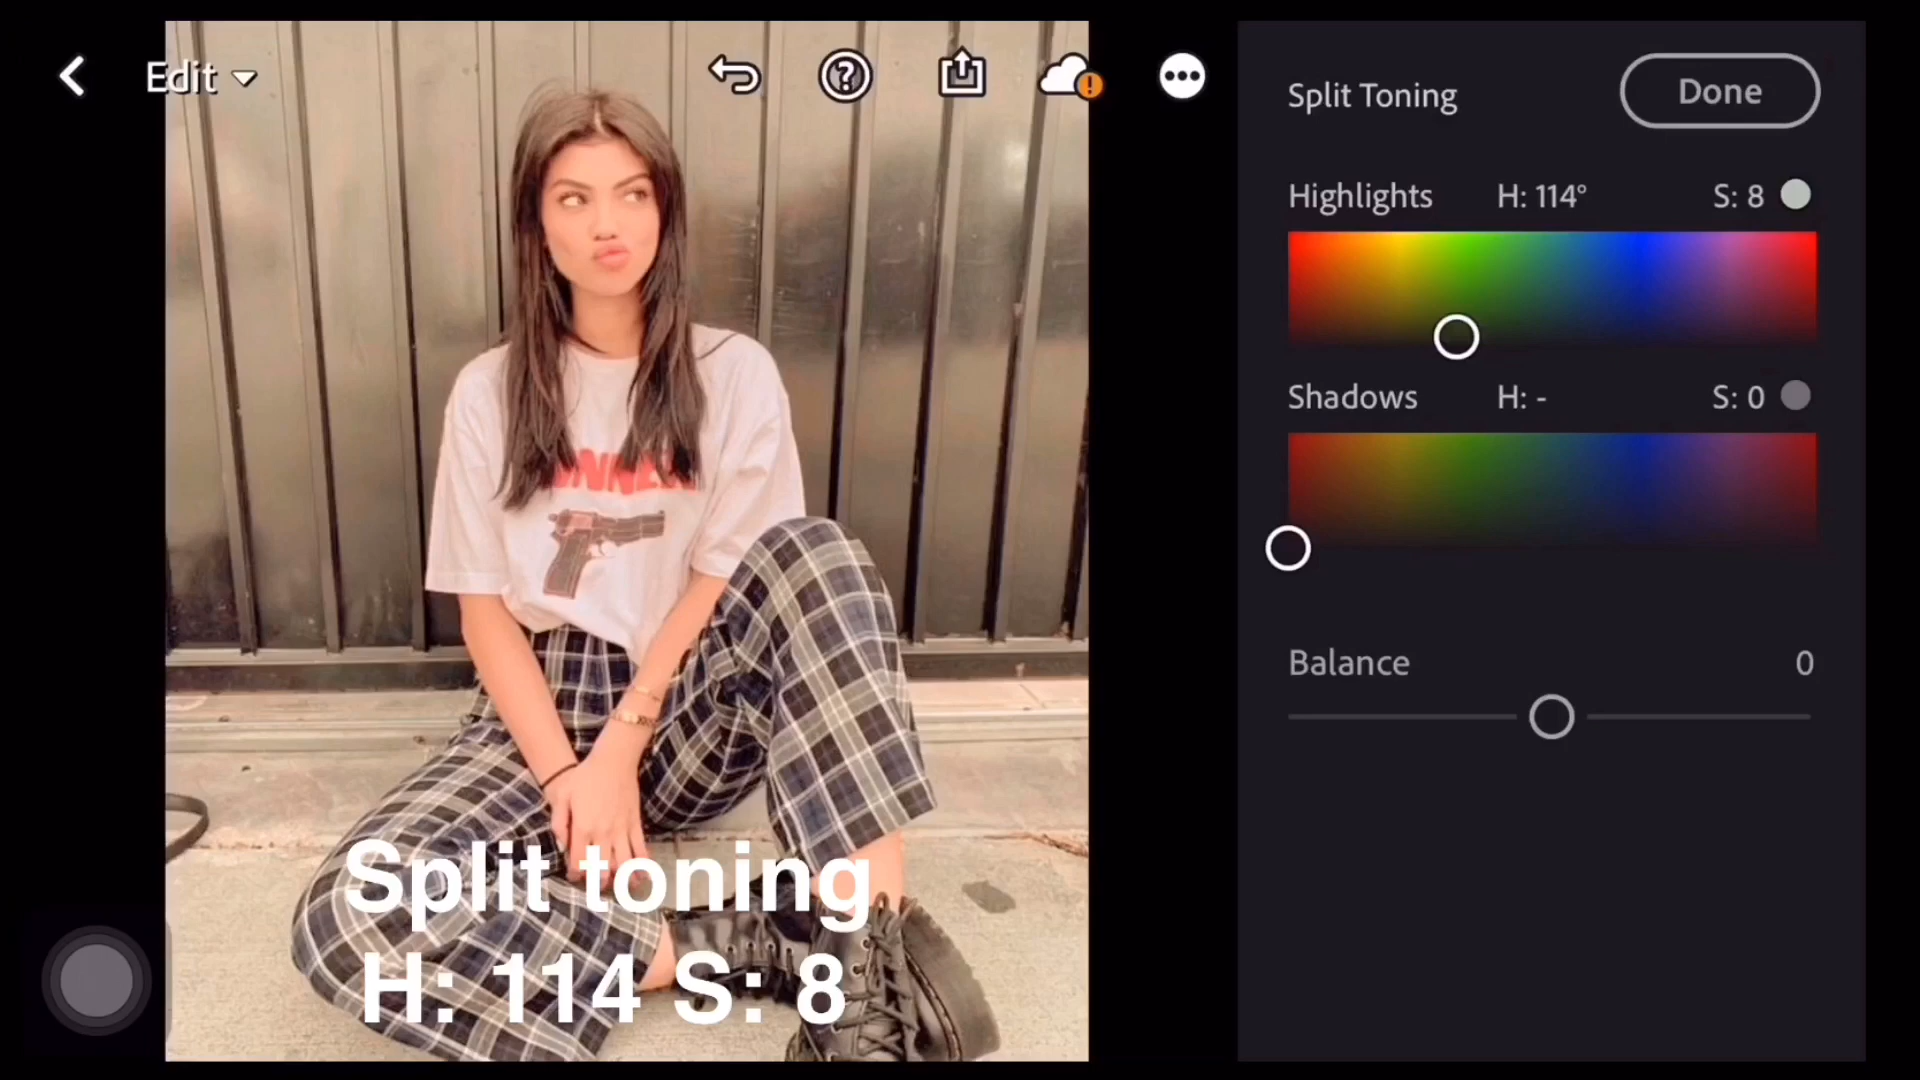 Edit
Split Toning
Done
Highlights H: 114° S: 8
Shadows H: - S: 0
Balance 0
Split toning
H: 114 S: 8